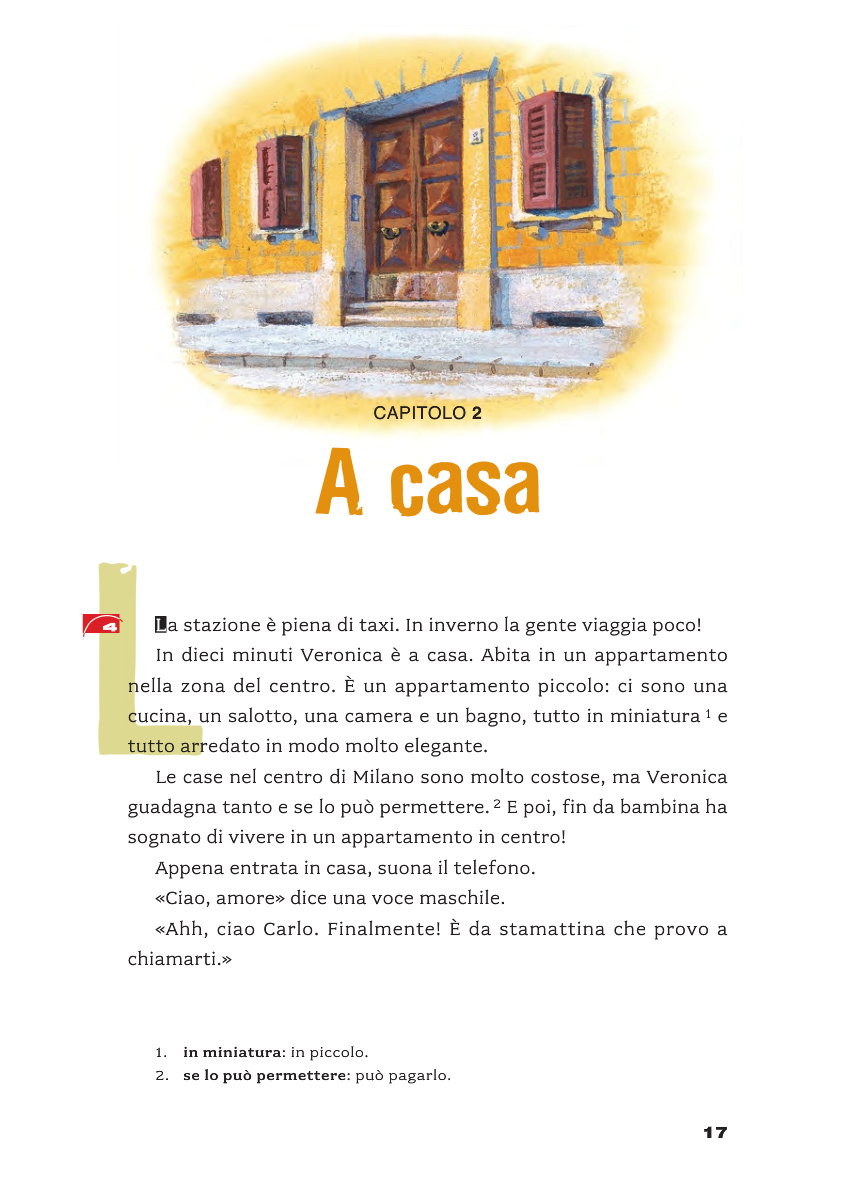 CAPITOLO 2
A casa
4
La stazione è piena di taxi. In inverno la gente viaggia poco!
In dieci minuti Veronica è a casa. Abita in un appartamento
nella zona del centro. È un appartamento piccolo: ci sono una
cucina, un salotto, una camera e un bagno, tutto in miniatura 1 e
tutto arredato in modo molto elegante.
Le case nel centro di Milano sono molto costose, ma Veronica
guadagna tanto e se lo può permettere. 2 E poi, fin da bambina ha
sognato di vivere in un appartamento in centro!
Appena entrata in casa, suona il telefono.
«Ciao, amore» dice una voce maschile.
«Ahh, ciao Carlo. Finalmente! È da stamattina che provo a
chiamarti.»
1. in miniatura: in piccolo.
2. se lo può permettere: può pagarlo.
17